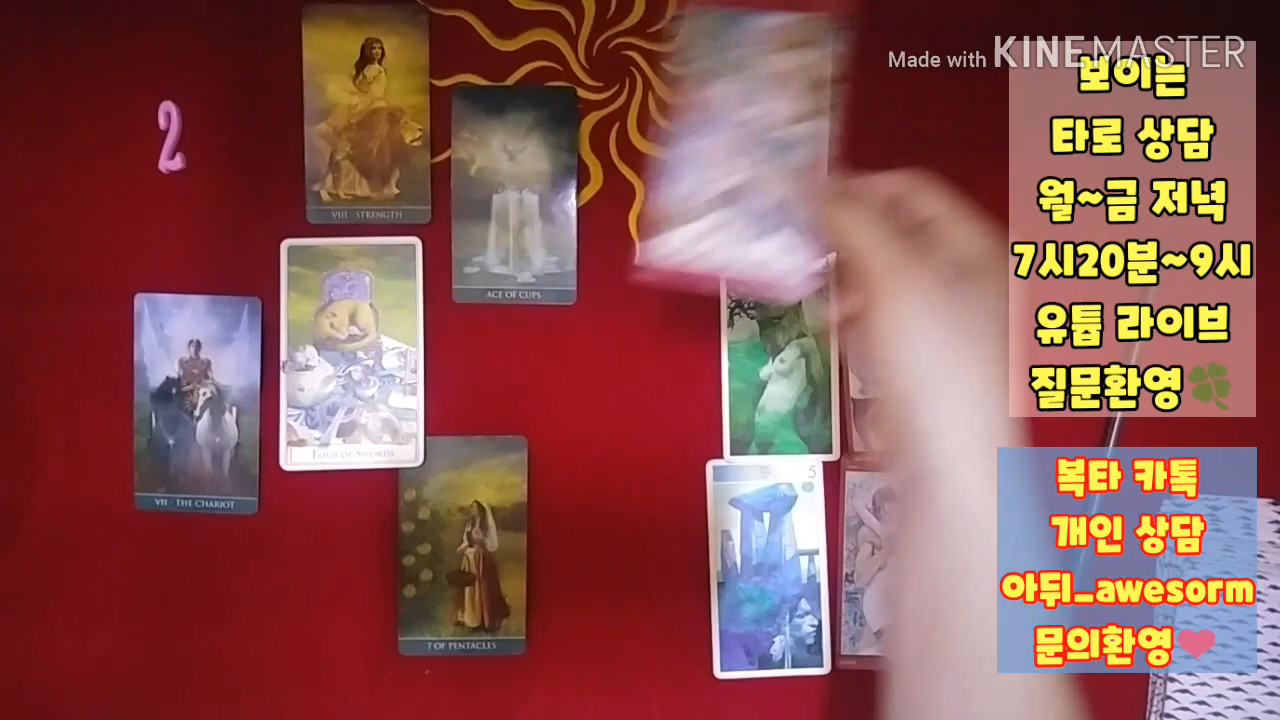 Made with KINEMASTER
2
VIII · STRENGTH
ACE OF CUPS
FOUR OF SWORDS
VII · THE CHARIOT
7 OF PENTACLES
5
보이는
타로 상담
월~금 저녁
7시20분~9시
유튭 라이브
질문환영🍀
복타 카톡
개인 상담
아뒤_awesorm
문의환영❤